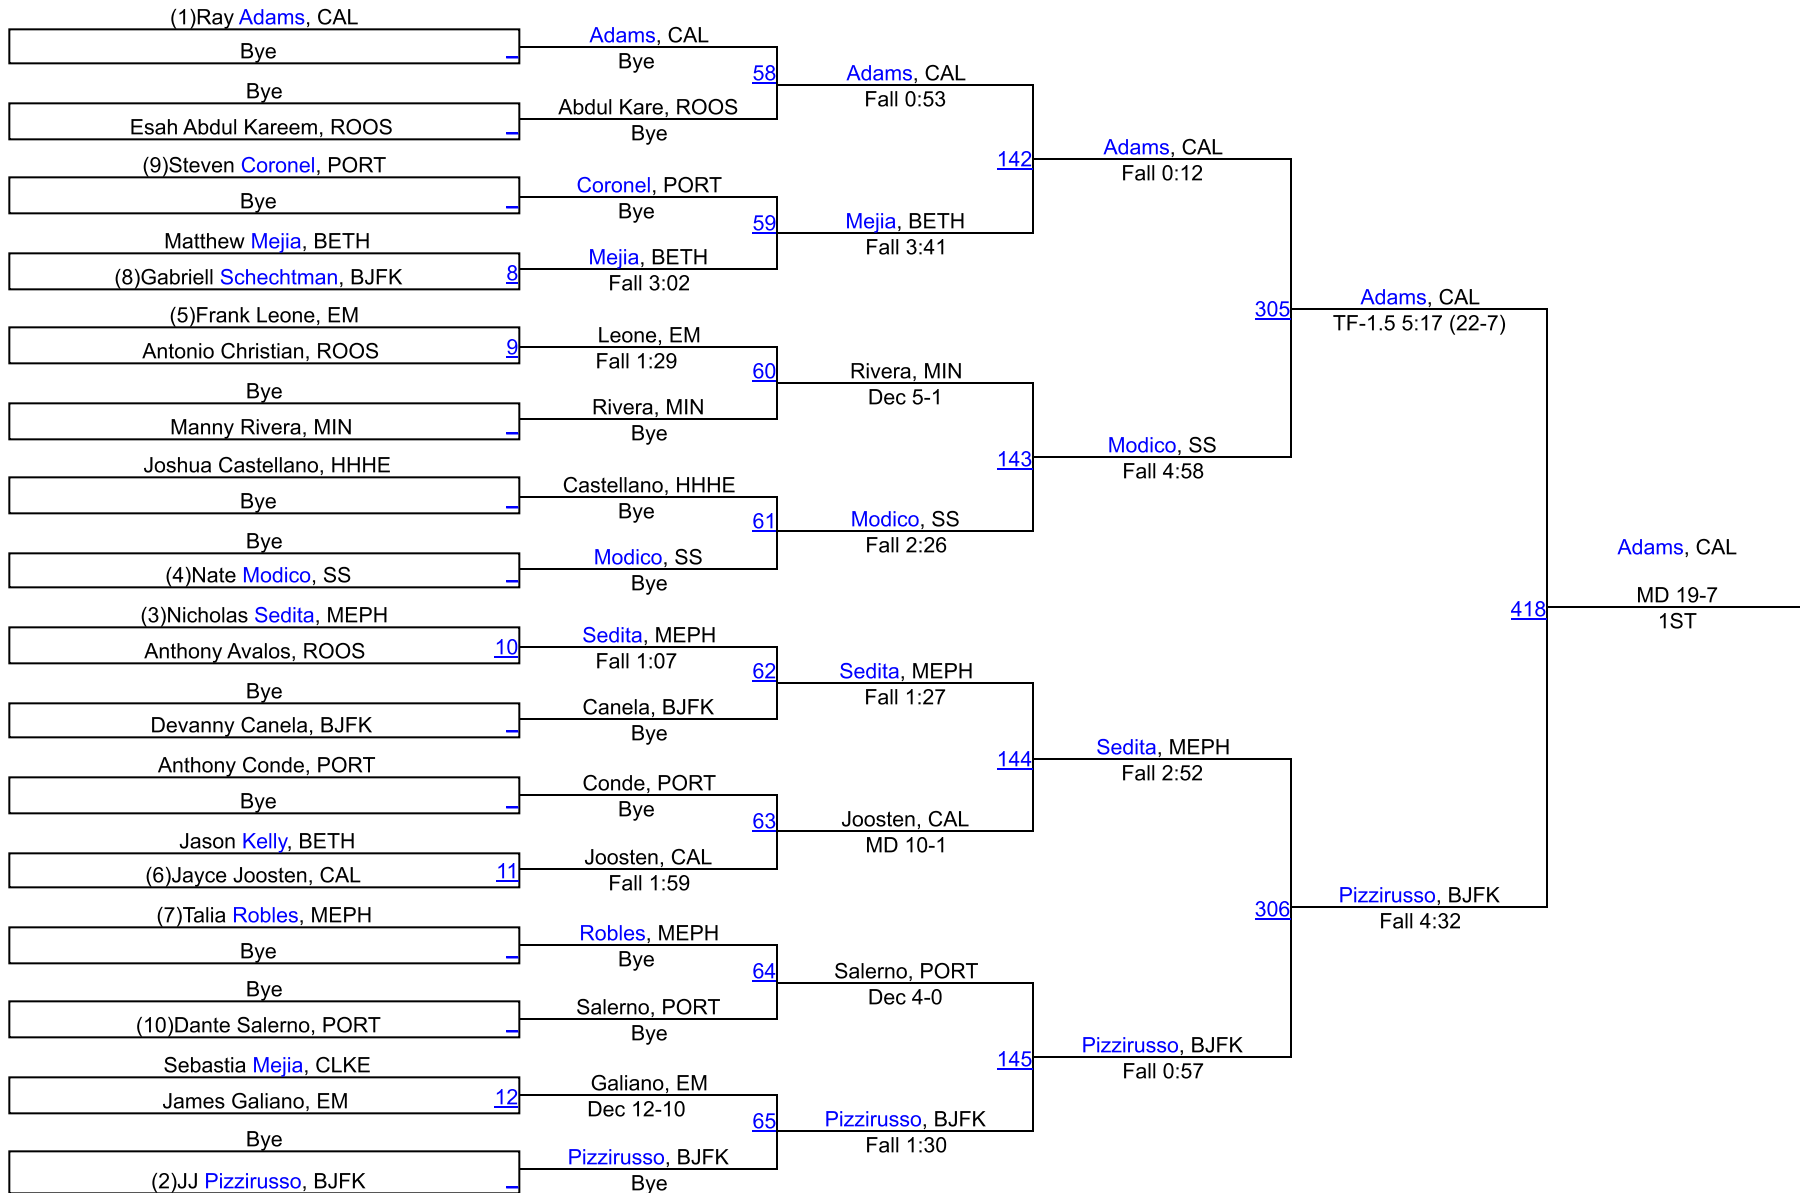 (1)Ray Adams, CAL
Bye
Bye
Esah Abdul Kareem, ROOS
(9)Steven Coronel, PORT
Bye
Matthew Mejia, BETH
(8)Gabriell Schechtman, BJFK
8
(5)Frank Leone, EM
Antonio Christian, ROOS
9
Bye
Manny Rivera, MIN
Joshua Castellano, HHHE
Bye
Bye
(4)Nate Modico, SS
(3)Nicholas Sedita, MEPH
Anthony Avalos, ROOS
10
Bye
Devanny Canela, BJFK
Anthony Conde, PORT
Bye
Jason Kelly, BETH
(6)Jayce Joosten, CAL
11
(7)Talia Robles, MEPH
Bye
Bye
(10)Dante Salerno, PORT
Sebastia Mejia, CLKE
James Galiano, EM
12
Bye
(2)JJ Pizzirusso, BJFK
Adams, CAL
Bye
58
Abdul Kare, ROOS
Bye
Coronel, PORT
Bye
59
Mejia, BETH
Fall 3:02
Leone, EM
Fall 1:29
60
Rivera, MIN
Bye
Castellano, HHHE
Bye
61
Modico, SS
Bye
Sedita, MEPH
Fall 1:07
62
Canela, BJFK
Bye
Conde, PORT
Bye
63
Joosten, CAL
Fall 1:59
Robles, MEPH
Bye
64
Salerno, PORT
Bye
Galiano, EM
Dec 12-10
65
Pizzirusso, BJFK
Bye
Adams, CAL
Fall 0:53
142
Mejia, BETH
Fall 3:41
Rivera, MIN
Dec 5-1
143
Modico, SS
Fall 2:26
Sedita, MEPH
Fall 1:27
144
Joosten, CAL
MD 10-1
Salerno, PORT
Dec 4-0
145
Pizzirusso, BJFK
Fall 1:30
Adams, CAL
Fall 0:12
305
Modico, SS
Fall 4:58
Sedita, MEPH
Fall 2:52
306
Pizzirusso, BJFK
Fall 0:57
Adams, CAL
TF-1.5 5:17 (22-7)
418
Pizzirusso, BJFK
Fall 4:32
Adams, CAL
MD 19-7
1ST